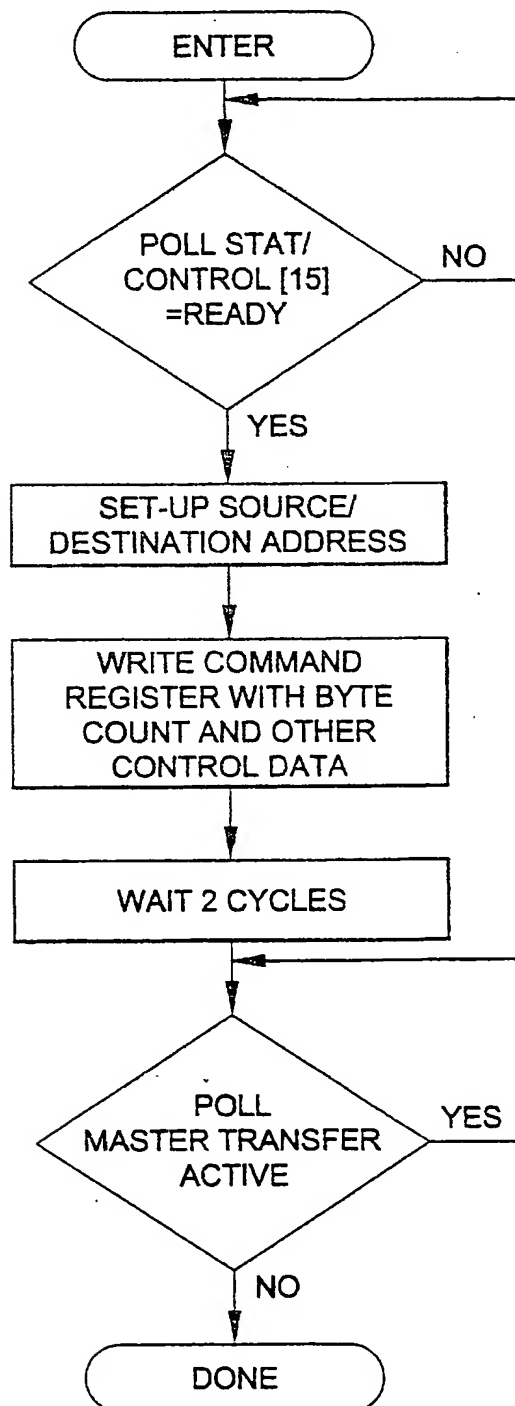 ENTER
POLL STAT/
CONTROL [15]
=READY
NO
YES
SET-UP SOURCE/
DESTINATION ADDRESS
WRITE COMMAND
REGISTER WITH BYTE
COUNT AND OTHER
CONTROL DATA
WAIT 2 CYCLES
POLL
MASTER TRANSFER
ACTIVE
YES
NO
DONE